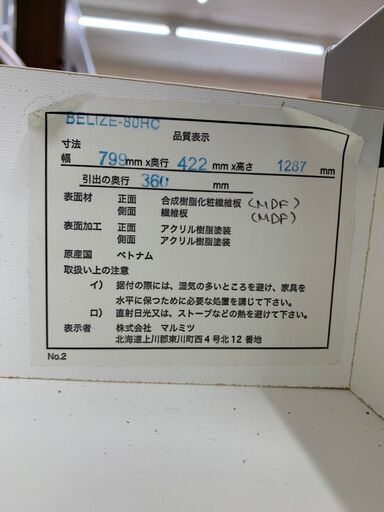 BELIZE-80HC
品質表示
寸法
幅 799mm x奥行 422 mm x高さ 1287 mm
引出の奥行 360 mm
表面材 正面 合成樹脂化粧繊維板 (MDF)
側面 繊維板 (MDF)
表面加工 正面 アクリル樹脂塗装
側面 アクリル樹脂塗装
原産国 ベトナム
取扱い上の注意
イ） 据付の際には、湿気の多いところを避け、家具を
水平に保つために必要な処置を講じて下さい。
ロ） 直射日光又は、ストーブなどの熱を避けて下さい。
表示者 株式会社 マルミツ
北海道上川郡東川町西４号北12 番地
No.2